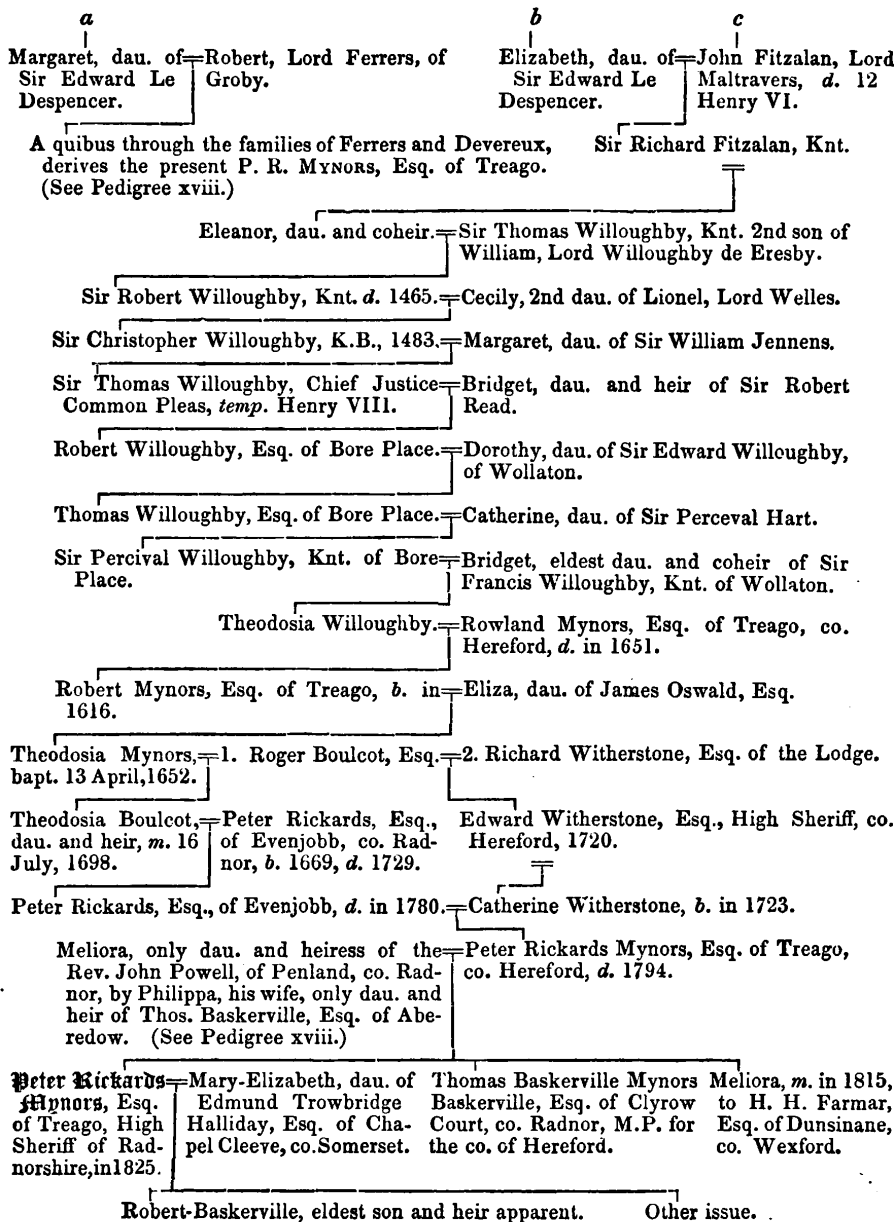 a b c
Margaret, dau. of = Robert, Lord Ferrers, of Elizabeth, dau. of = John Fitzalan, Lord
Sir Edward Le Groby. Sir Edward Le Maltravers, d. 12
Despencer. Despencer. Henry VI.
A quibus through the families of Ferrers and Devereux, Sir Richard Fitzalan, Knt.
derives the present P. R. MYNORS, Esq. of Treago. =
(See Pedigree xviii.)
Eleanor, dau. and coheir. = Sir Thomas Willoughby, Knt. 2nd son of
William, Lord Willoughby de Eresby.
Sir Robert Willoughby, Knt. d. 1465. = Cecily, 2nd dau. of Lionel, Lord Welles.
Sir Christopher Willoughby, K.B., 1483. = Margaret, dau. of Sir William Jennens.
Sir Thomas Willoughby, Chief Justice = Bridget, dau. and heir of Sir Robert
Common Pleas, temp. Henry VIII. Read.
Robert Willoughby, Esq. of Bore Place. = Dorothy, dau. of Sir Edward Willoughby,
of Wollaton.
Thomas Willoughby, Esq. of Bore Place. = Catherine, dau. of Sir Perceval Hart.
Sir Percival Willoughby, Knt. of Bore = Bridget, eldest dau. and coheir of Sir
Place. Francis Willoughby, Knt. of Wollaton.
Theodosia Willoughby. = Rowland Mynors, Esq. of Treago, co.
Hereford, d. in 1651.
Robert Mynors, Esq. of Treago, b. in = Eliza, dau. of James Oswald, Esq.
1616.
Theodosia Mynors, = 1. Roger Boulcot, Esq. = 2. Richard Witherstone, Esq. of the Lodge.
bapt. 13 April, 1652.
Theodosia Boulcot, = Peter Rickards, Esq., Edward Witherstone, Esq., High Sheriff, co.
dau. and heir, m. 16 of Evenjobb, co. Rad- Hereford, 1720.
July, 1698. nor, b. 1669, d. 1729. =
Peter Rickards, Esq., of Evenjobb, d. in 1780. = Catherine Witherstone, b. in 1723.
Meliora, only dau. and heiress of the = Peter Rickards Mynors, Esq. of Treago,
Rev. John Powell, of Penland, co. Rad- co. Hereford, d. 1794.
nor, by Philippa, his wife, only dau. and
heir of Thos. Baskerville, Esq. of Abe-
redow. (See Pedigree xviii.)
Peter Rickards = Mary-Elizabeth, dau. of Thomas Baskerville Mynors Meliora, m. in 1815,
Mynors, Esq. Edmund Trowbridge Baskerville, Esq. of Clyrow to H. H. Farmar,
of Treago, High Halliday, Esq. of Cha- Court, co. Radnor, M.P. for Esq. of Dunsinane,
Sheriff of Rad- pel Cleeve, co. Somerset. the co. of Hereford. co. Wexford.
norshire, in 1825.
Robert-Baskerville, eldest son and heir apparent. Other issue.